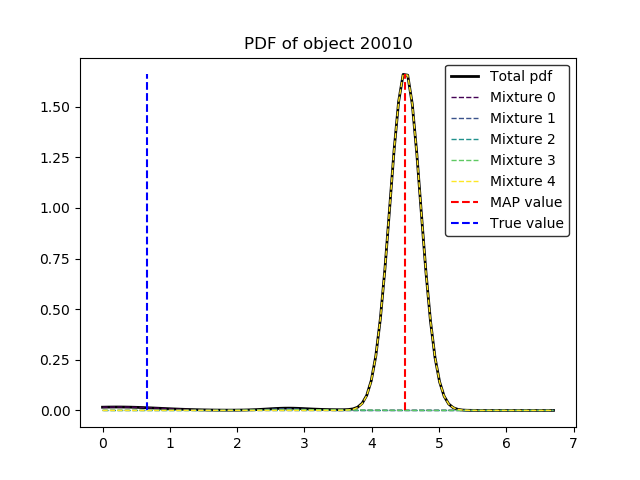 PDF of object 20010
Total pdf
Mixture 0
Mixture 1
Mixture 2
Mixture 3
Mixture 4
MAP value
True value
1.50
1.25
1.00
0.75
0.50
0.25
0.00
0 1 2 3 4 5 6 7